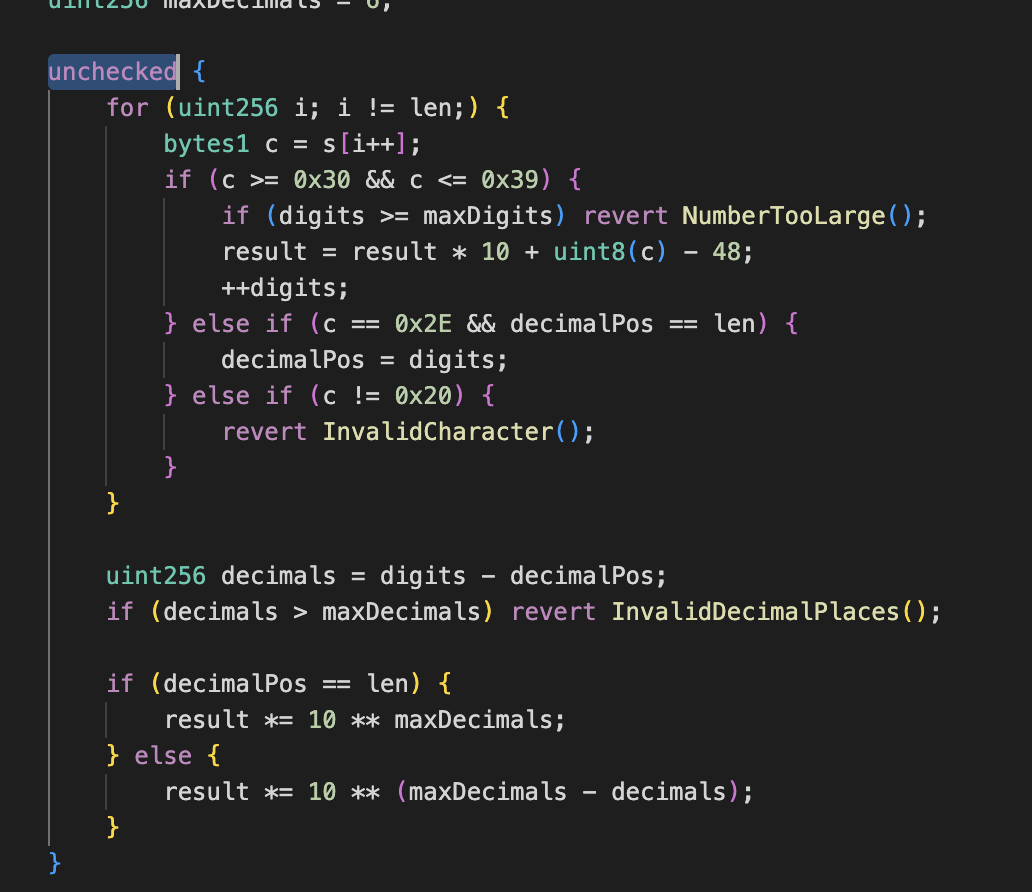 uint256 maxDecimals = 6;
unchecked {
for (uint256 i; i != len;) {
bytes1 c = s[i++];
if (c >= 0x30 && c <= 0x39) {
if (digits >= maxDigits) revert NumberTooLarge();
result = result * 10 + uint8(c) - 48;
++digits;
} else if (c == 0x2E && decimalPos == len) {
decimalPos = digits;
} else if (c != 0x20) {
revert InvalidCharacter();
}
}
uint256 decimals = digits - decimalPos;
if (decimals > maxDecimals) revert InvalidDecimalPlaces();
if (decimalPos == len) {
result *= 10 ** maxDecimals;
} else {
result *= 10 ** (maxDecimals - decimals);
}
}